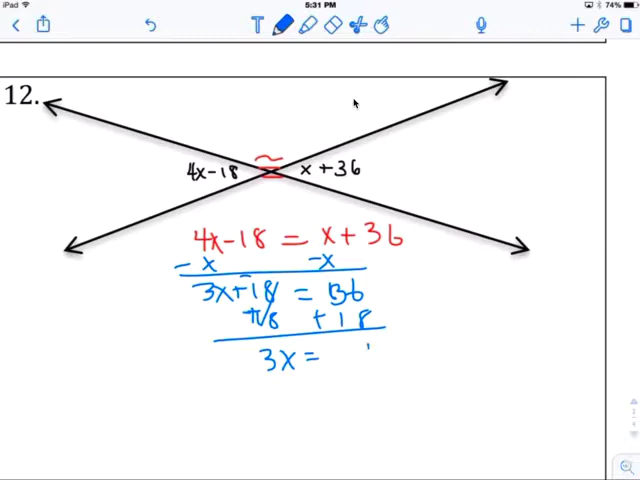 iPad
5:31 PM
74%
T
12.
4x-18 ≅ x+36
4x-18 = x+36
-x -x
3x+-18 = 36
+18 +18
3x =